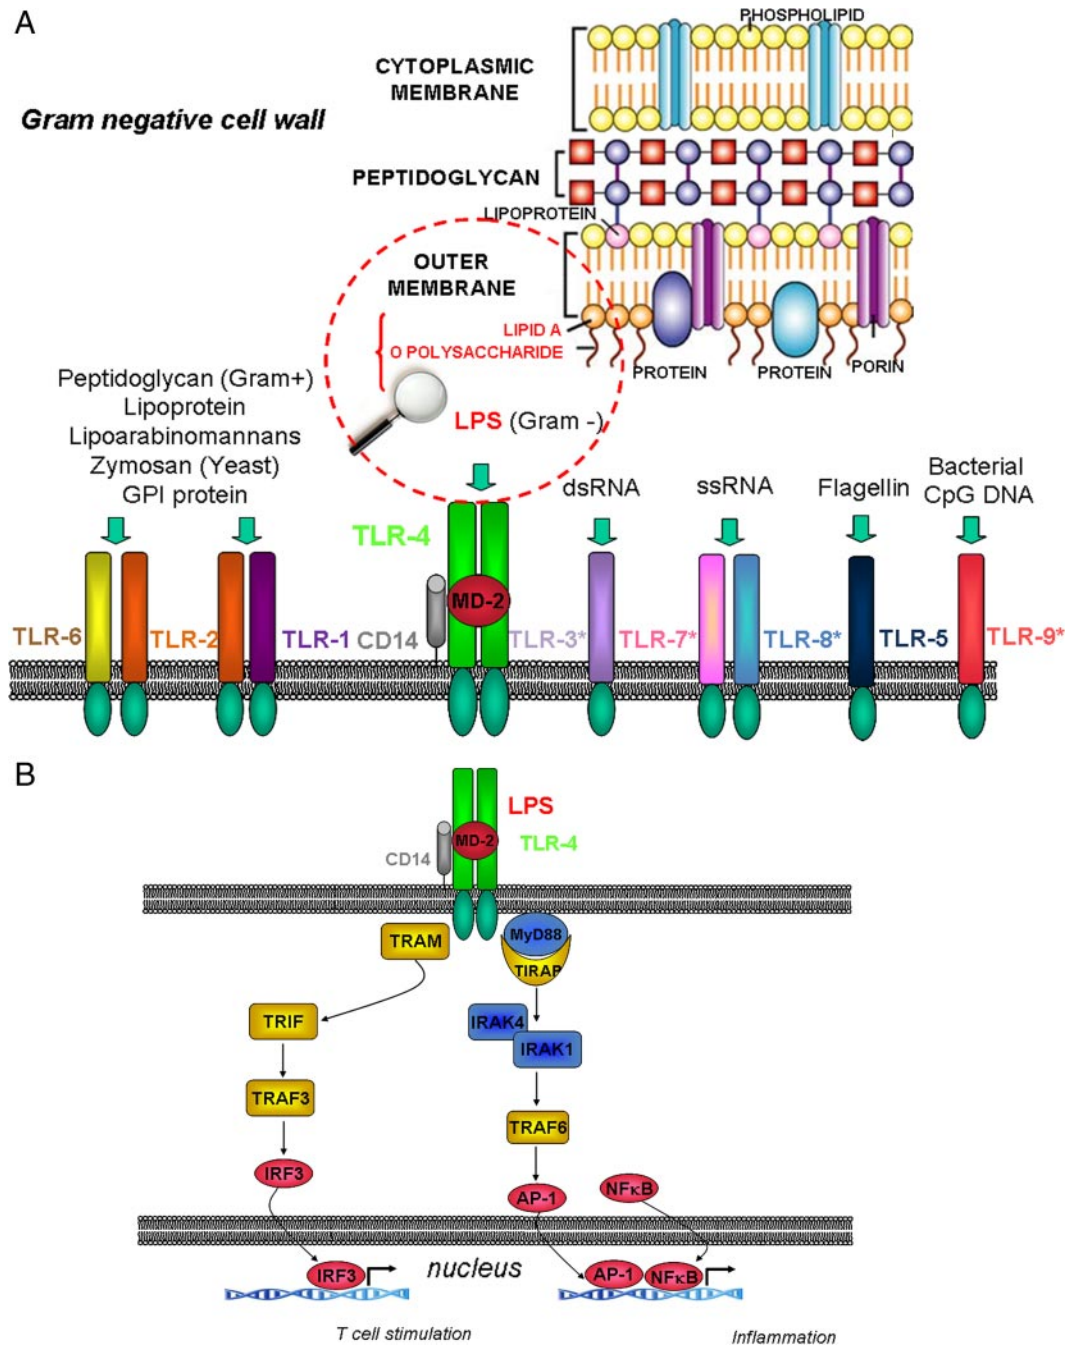 A
PHOSPHOLIPID
CYTOPLASMIC
MEMBRANE
Gram negative cell wall
PEPTIDOGLYCAN
LIPOPROTEIN
OUTER
MEMBRANE
LIPID A
O POLYSACCHARIDE
PROTEIN
PROTEIN
PORIN
Peptidoglycan (Gram+)
Lipoprotein
Lipoarabinomannans
Zymosan (Yeast)
GPI protein
LPS (Gram -)
dsRNA
ssRNA
Flagellin
Bacterial
CpG DNA
TLR-4
MD-2
TLR-6
TLR-2
TLR-1
CD14
TLR-3*
TLR-7*
TLR-8*
TLR-5
TLR-9*
B
LPS
MD-2
TLR-4
CD14
TRAM
MyD88
TIRAP
TRIF
IRAK4
IRAK1
TRAF3
TRAF6
IRF3
AP-1
NFκB
nucleus
IRF3
AP-1
NFκB
T cell stimulation
Inflammation